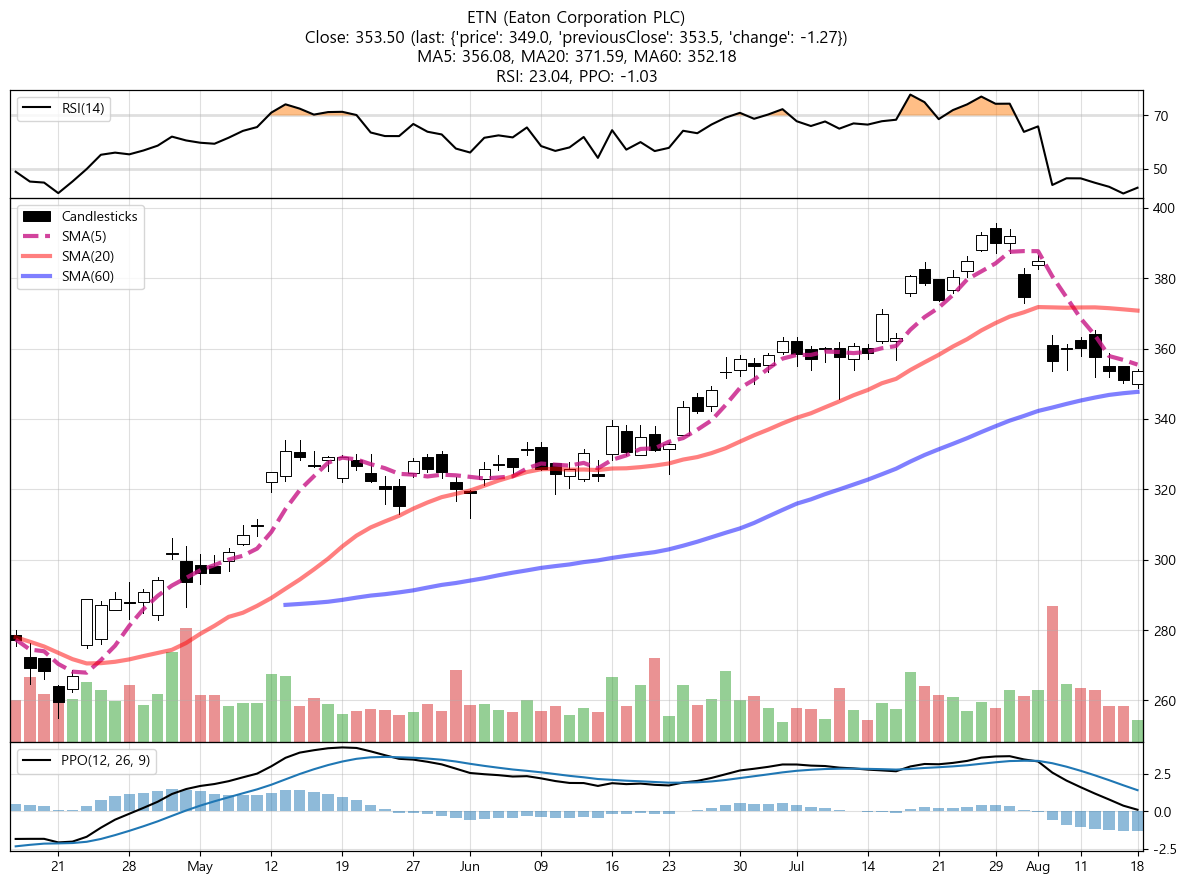 ETN (Eaton Corporation PLC)
Close: 353.50 (last: {'price': 349.0, 'previousClose': 353.5, 'change': -1.27})
MA5: 356.08, MA20: 371.59, MA60: 352.18
RSI: 23.04, PPO: -1.03
RSI(14)
70
50
Candlesticks
SMA(5)
SMA(20)
SMA(60)
400
380
360
340
320
300
280
260
PPO(12, 26, 9)
2.5
0.0
-2.5
21 28 May 12 19 27 Jun 09 16 23 30 Jul 14 21 29 Aug 11 18